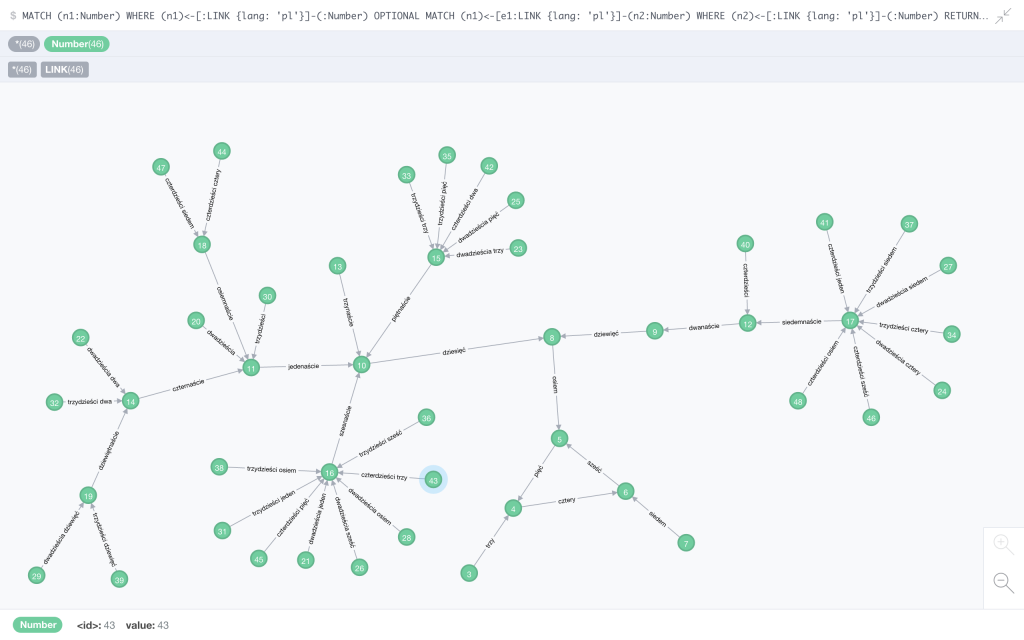 $ MATCH (n1:Number) WHERE (n1)<-[:LINK {lang: 'pl'}]-(:Number) OPTIONAL MATCH (n1)<-[e1:LINK {lang: 'pl'}]-(n2:Number) WHERE (n2)<-[:LINK {lang: 'pl'}]-(:Number) RETURN...
*(46) Number(46)
*(46) LINK(46)
44
47
czterdzieści siedem
czterdzieści cztery
18
osiemnaście
35
33
42
25
23
trzydzieści trzy
trzydzieści pięć
czterdzieści dwa
dwadzieścia pięć
dwadzieścia trzy
15
piętnaście
13
trzynaście
30
trzydzieści
20
dwadzieścia
11
jedenaście
10
dziesięć
22
dwadzieścia dwa
32
trzydzieści dwa
14
czternaście
dziewiętnaście
19
dwadzieścia dziewięć
trzydzieści dziewięć
29
39
szesnaście
36
trzydzieści sześć
38
trzydzieści osiem
16
czterdzieści trzy
43
31
trzydzieści jeden
45
czterdzieści pięć
21
dwadzieścia jeden
26
dwadzieścia sześć
28
dwadzieścia osiem
8
dziewięć
9
dwanaście
12
czterdzieści
40
siedemnaście
17
41
czterdzieści jeden
37
trzydzieści siedem
27
dwadzieścia siedem
34
trzydzieści cztery
24
dwadzieścia cztery
46
czterdzieści sześć
48
czterdzieści osiem
osiem
5
pięć
sześć
4
cztery
6
siedem
7
trzy
3
Number <id>: 43 value: 43